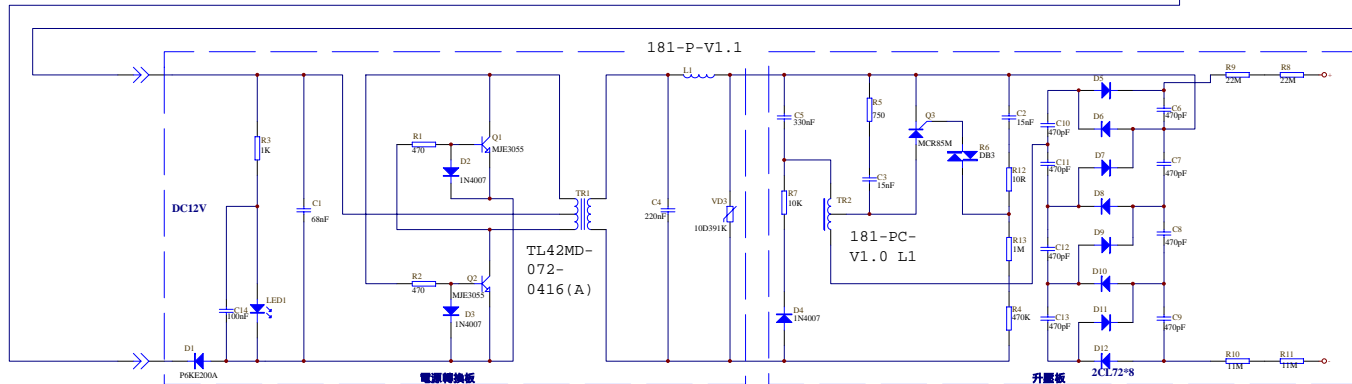 181-P-V1.1
DC12V
R3
1K
C1
68nF
C14
100nF
LED1
D1
P6KE200A
R1
470
D2
1N4007
Q1
MJE3055
R2
470
D3
1N4007
Q2
MJE3055
TR1
TL42MD-
072-
0416(A)
電源轉換板
C4
220nF
L1
VD3
10D391K
C5
330nF
R7
10K
D4
1N4007
R5
750
C3
15nF
TR2
181-PC-
V1.0 L1
Q3
MCR85M
R6
DB3
C2
15nF
R12
10R
R13
1M
R4
470K
C10
470pF
C11
470pF
C12
470pF
C13
470pF
D5
D6
D7
D8
D9
D10
D11
D12
2CL72*8
升壓板
C6
470pF
C7
470pF
C8
470pF
C9
470pF
R9
22M
R8
22M
+
R10
11M
R11
11M
-